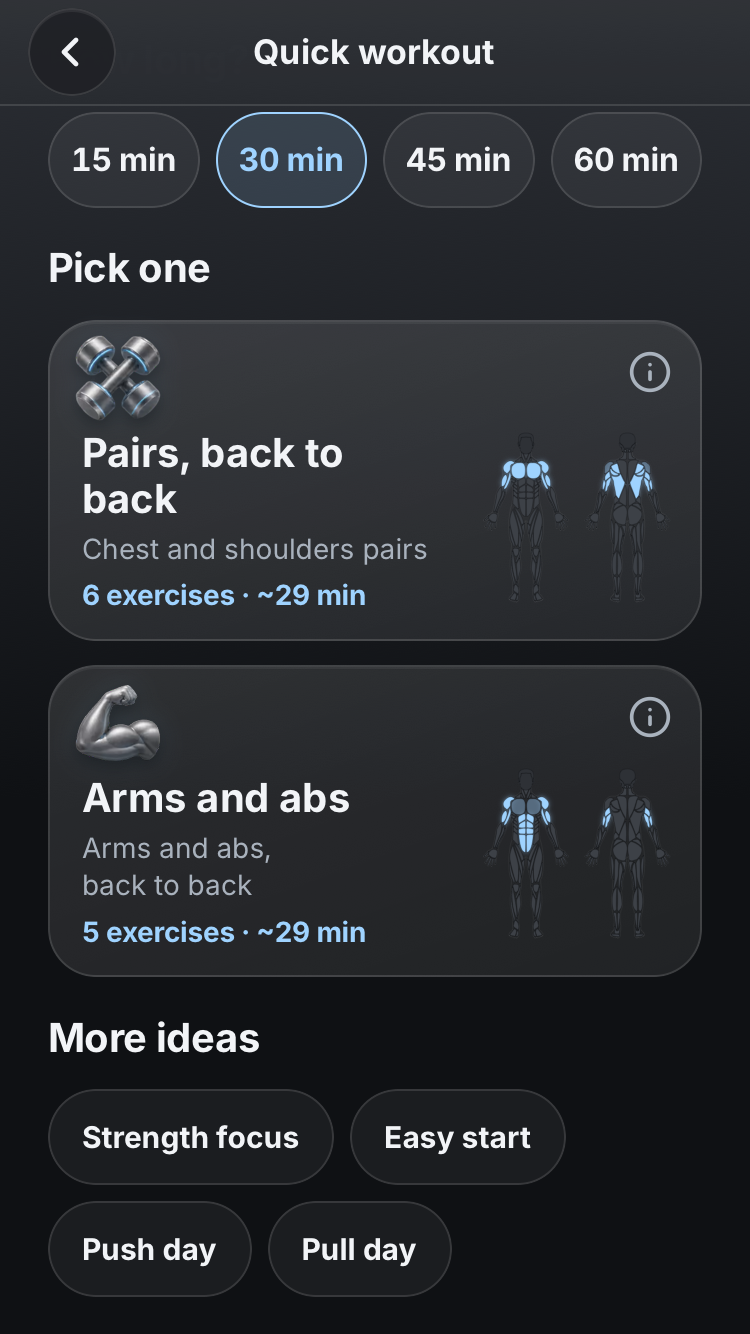 Quick workout
15 min
30 min
45 min
60 min
Pick one
Pairs, back to
back
Chest and shoulders pairs
6 exercises · ~29 min
Arms and abs
Arms and abs,
back to back
5 exercises · ~29 min
More ideas
Strength focus
Easy start
Push day
Pull day